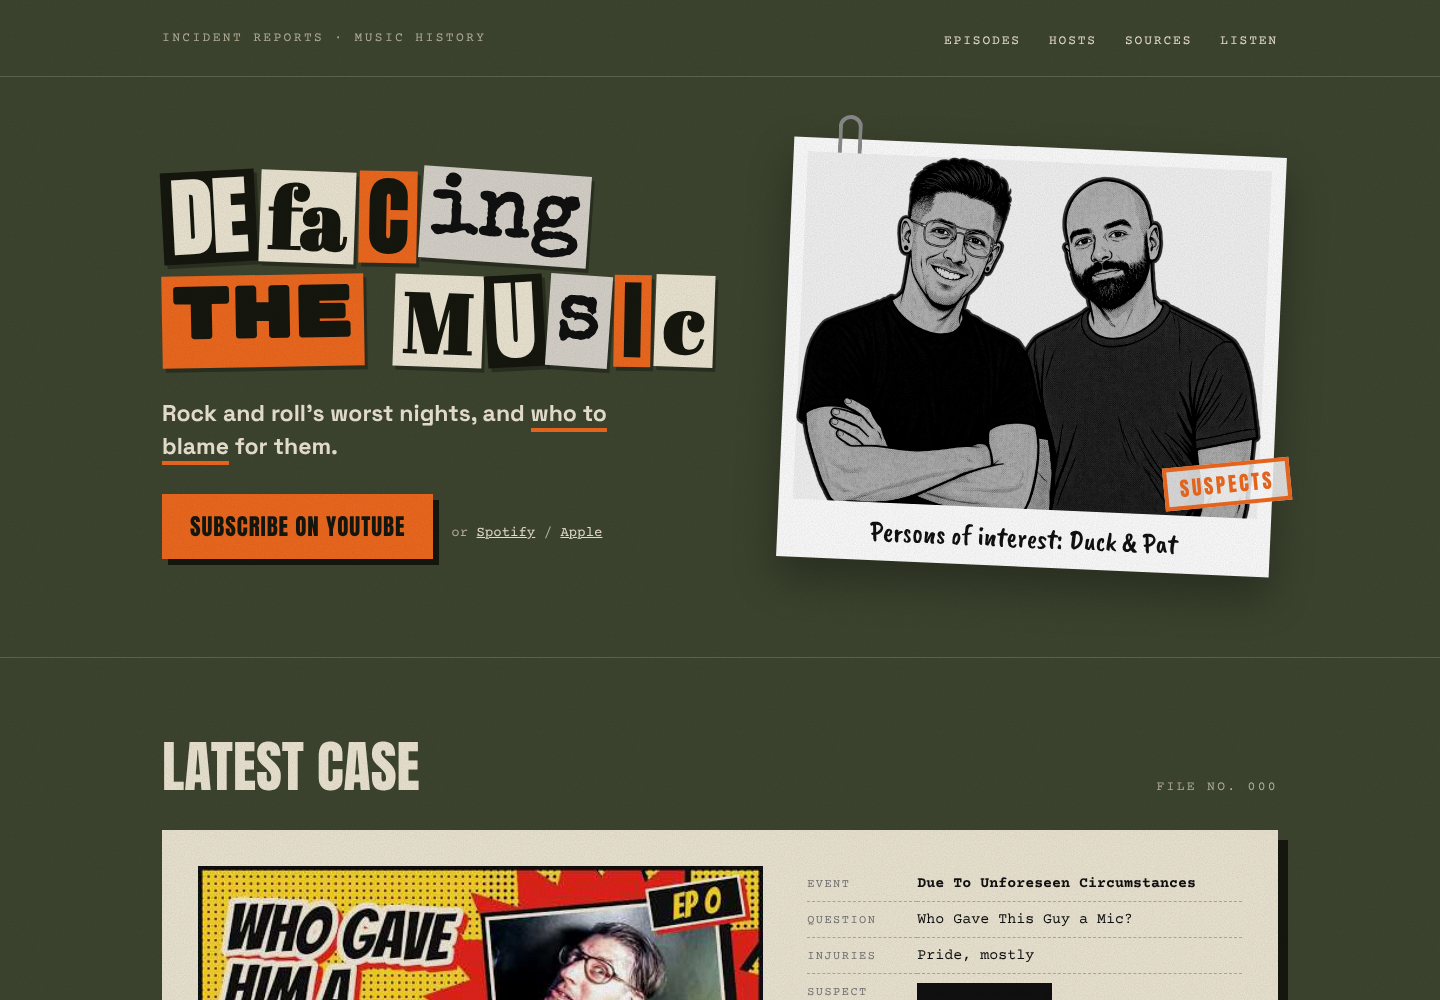 INCIDENT REPORTS · MUSIC HISTORY
EPISODES HOSTS SOURCES LISTEN
DEfaCing
THE MUSIc
Rock and roll's worst nights, and who to
blame for them.
SUBSCRIBE ON YOUTUBE
or Spotify / Apple
SUSPECTS
Persons of interest: Duck & Pat
LATEST CASE
FILE NO. 000
EP 0
WHO GAVE
HIM A
EVENT Due To Unforeseen Circumstances
QUESTION Who Gave This Guy a Mic?
INJURIES Pride, mostly
SUSPECT